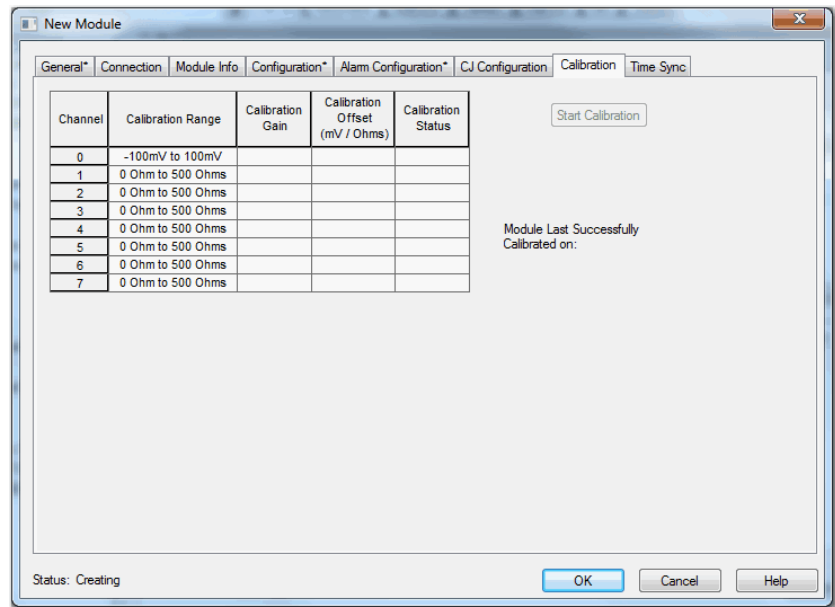 New Module
General* Connection Module Info Configuration* Alarm Configuration* CJ Configuration Calibration Time Sync
Channel Calibration Range Calibration Gain Calibration Offset (mV / Ohms) Calibration Status
0 -100mV to 100mV
1 0 Ohm to 500 Ohms
2 0 Ohm to 500 Ohms
3 0 Ohm to 500 Ohms
4 0 Ohm to 500 Ohms
5 0 Ohm to 500 Ohms
6 0 Ohm to 500 Ohms
7 0 Ohm to 500 Ohms
Start Calibration
Module Last Successfully
Calibrated on:
Status: Creating
OK Cancel Help